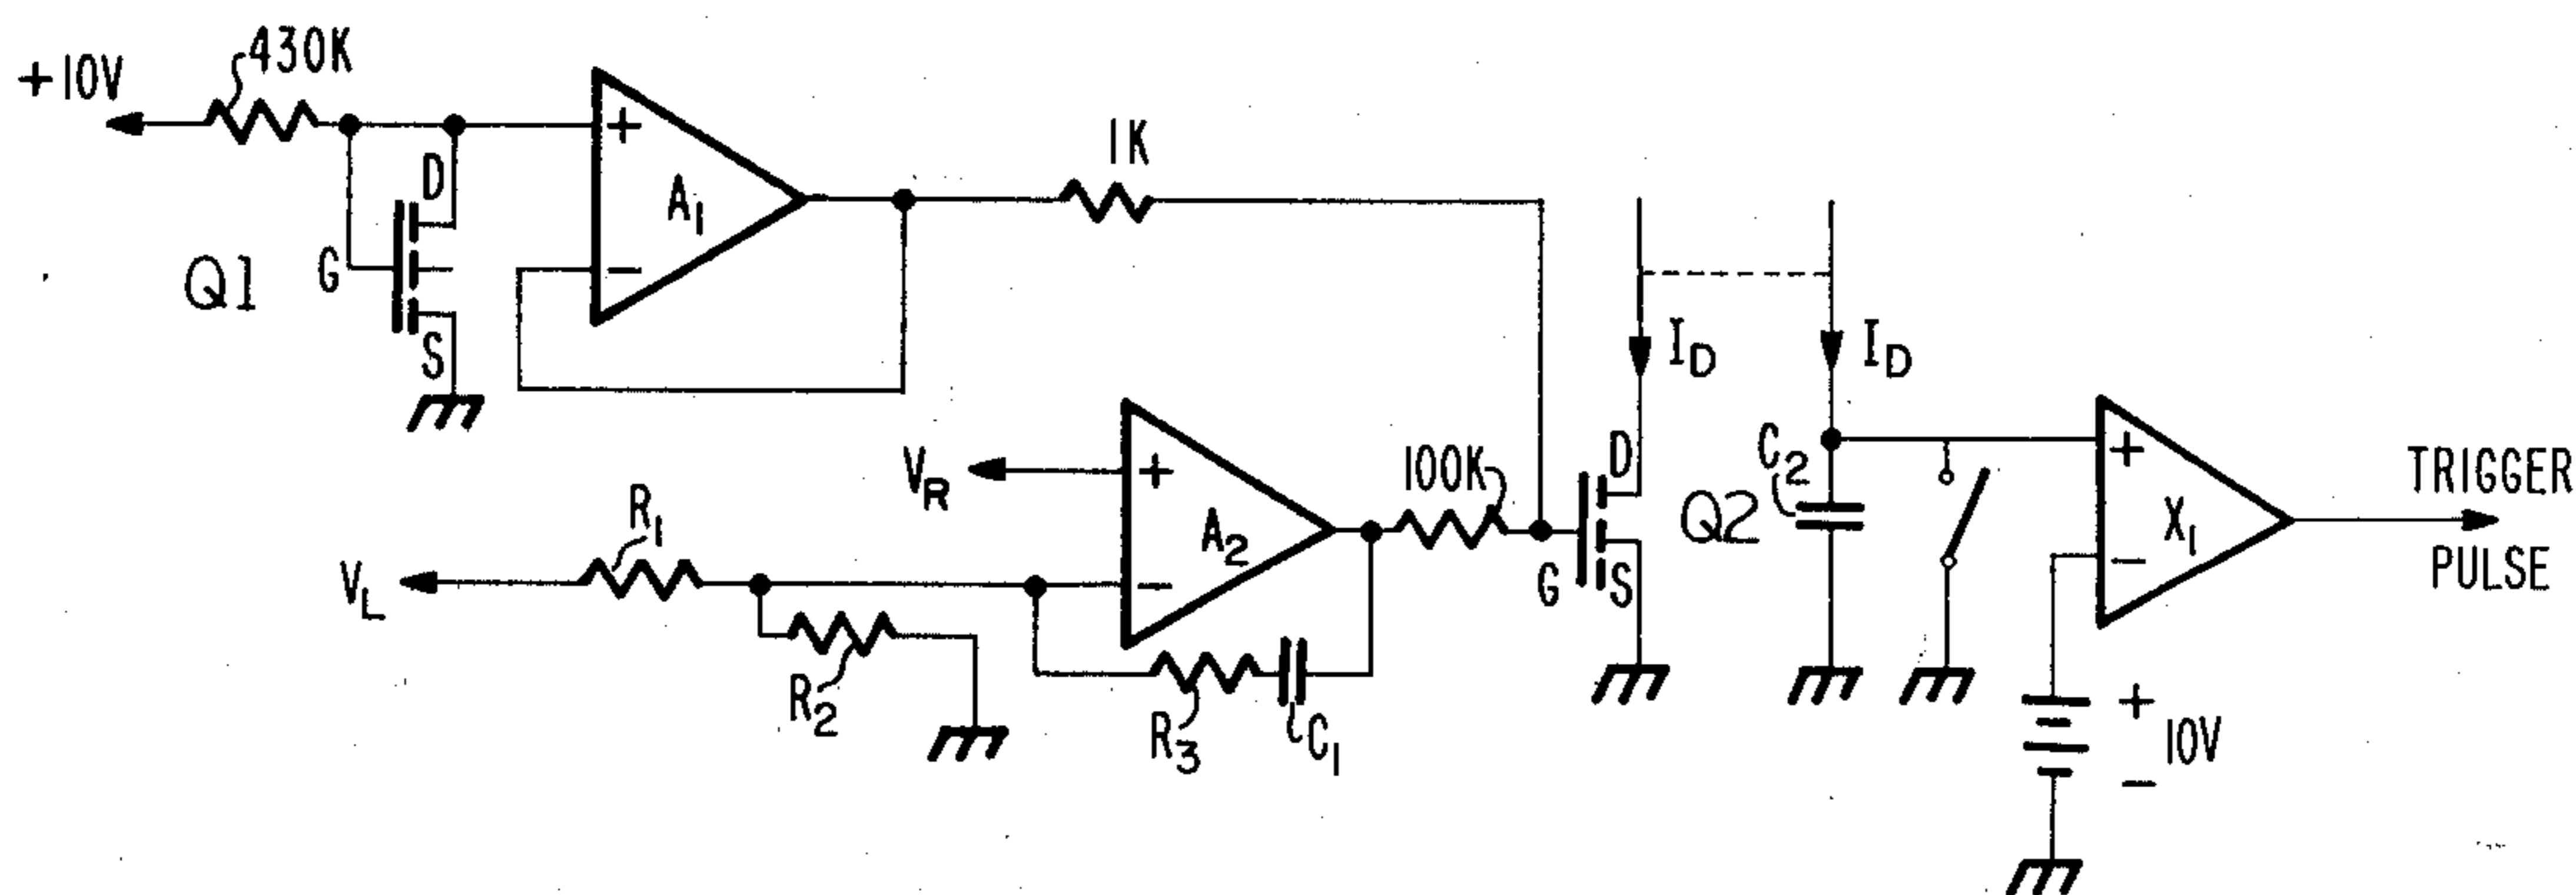 +10V
430K
D
G
S
Q1
+
A1
−
1K
ID
ID
VR
+
A2
−
100K
D
G
S
Q2
C2
+
X1
−
TRIGGER
PULSE
VL
R1
R2
R3
C1
+
10V
−